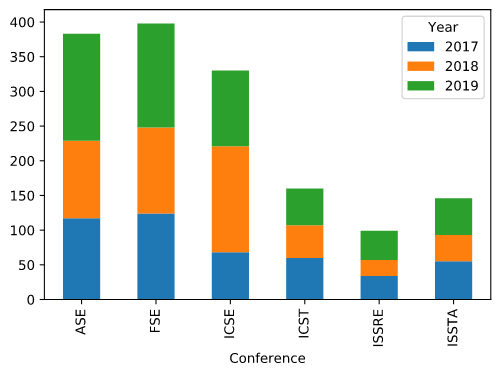 400
350
300
250
200
150
100
50
0
Year
2017
2018
2019
ASE
FSE
ICSE
ICST
ISSRE
ISSTA
Conference